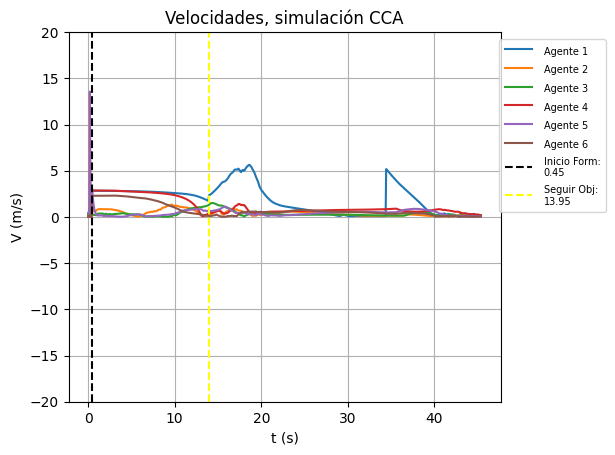 Velocidades, simulación CCA
V (m/s)
20
15
10
5
0
−5
−10
−15
−20
0
10
20
30
40
t (s)
Agente 1
Agente 2
Agente 3
Agente 4
Agente 5
Agente 6
Inicio Form:
0.45
Seguir Obj:
13.95